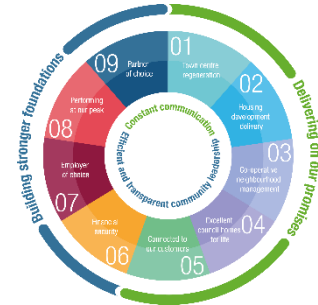 01
Town centre
regeneration
02
Housing
development
delivery
03
Co-operative
neighbourhood
management
04
Excellent
council homes
for life
05
Connected to
our customers
06
Financial
security
07
Employer
of choice
08
Performing
at our peak
09
Partner
of choice
Constant communication
Efficient and transparent community leadership
Building stronger foundations
Delivering on our promises